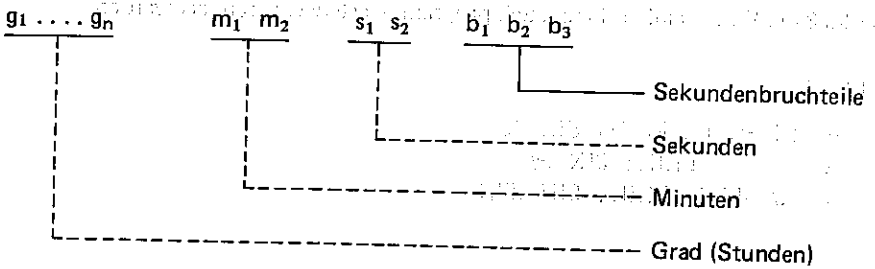 g₁ .... gₙ m₁ m₂ s₁ s₂ b₁ b₂ b₃
Sekundenbruchteile
Sekunden
Minuten
Grad (Stunden)